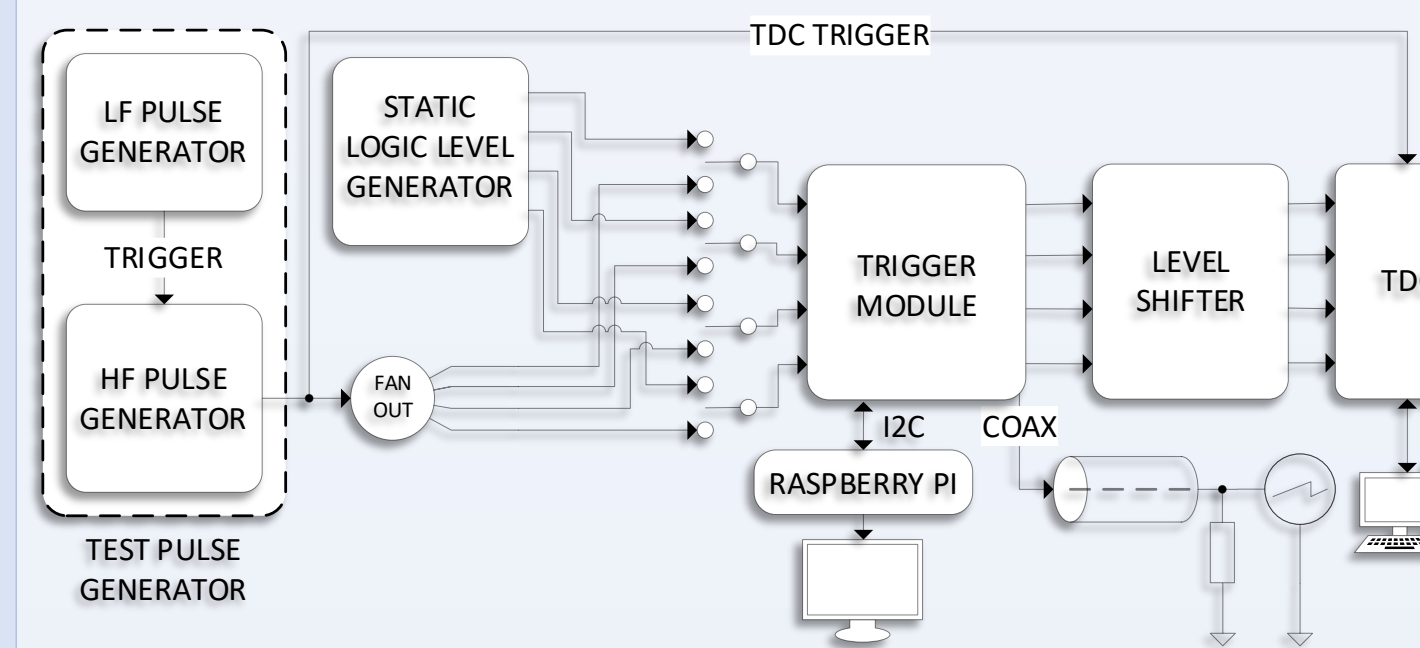 TDC TRIGGER
LF PULSE
GENERATOR
STATIC
LOGIC LEVEL
GENERATOR
TRIGGER
HF PULSE
GENERATOR
FAN
OUT
TRIGGER
MODULE
LEVEL
SHIFTER
I2C
COAX
RASPBERRY PI
TEST PULSE
GENERATOR